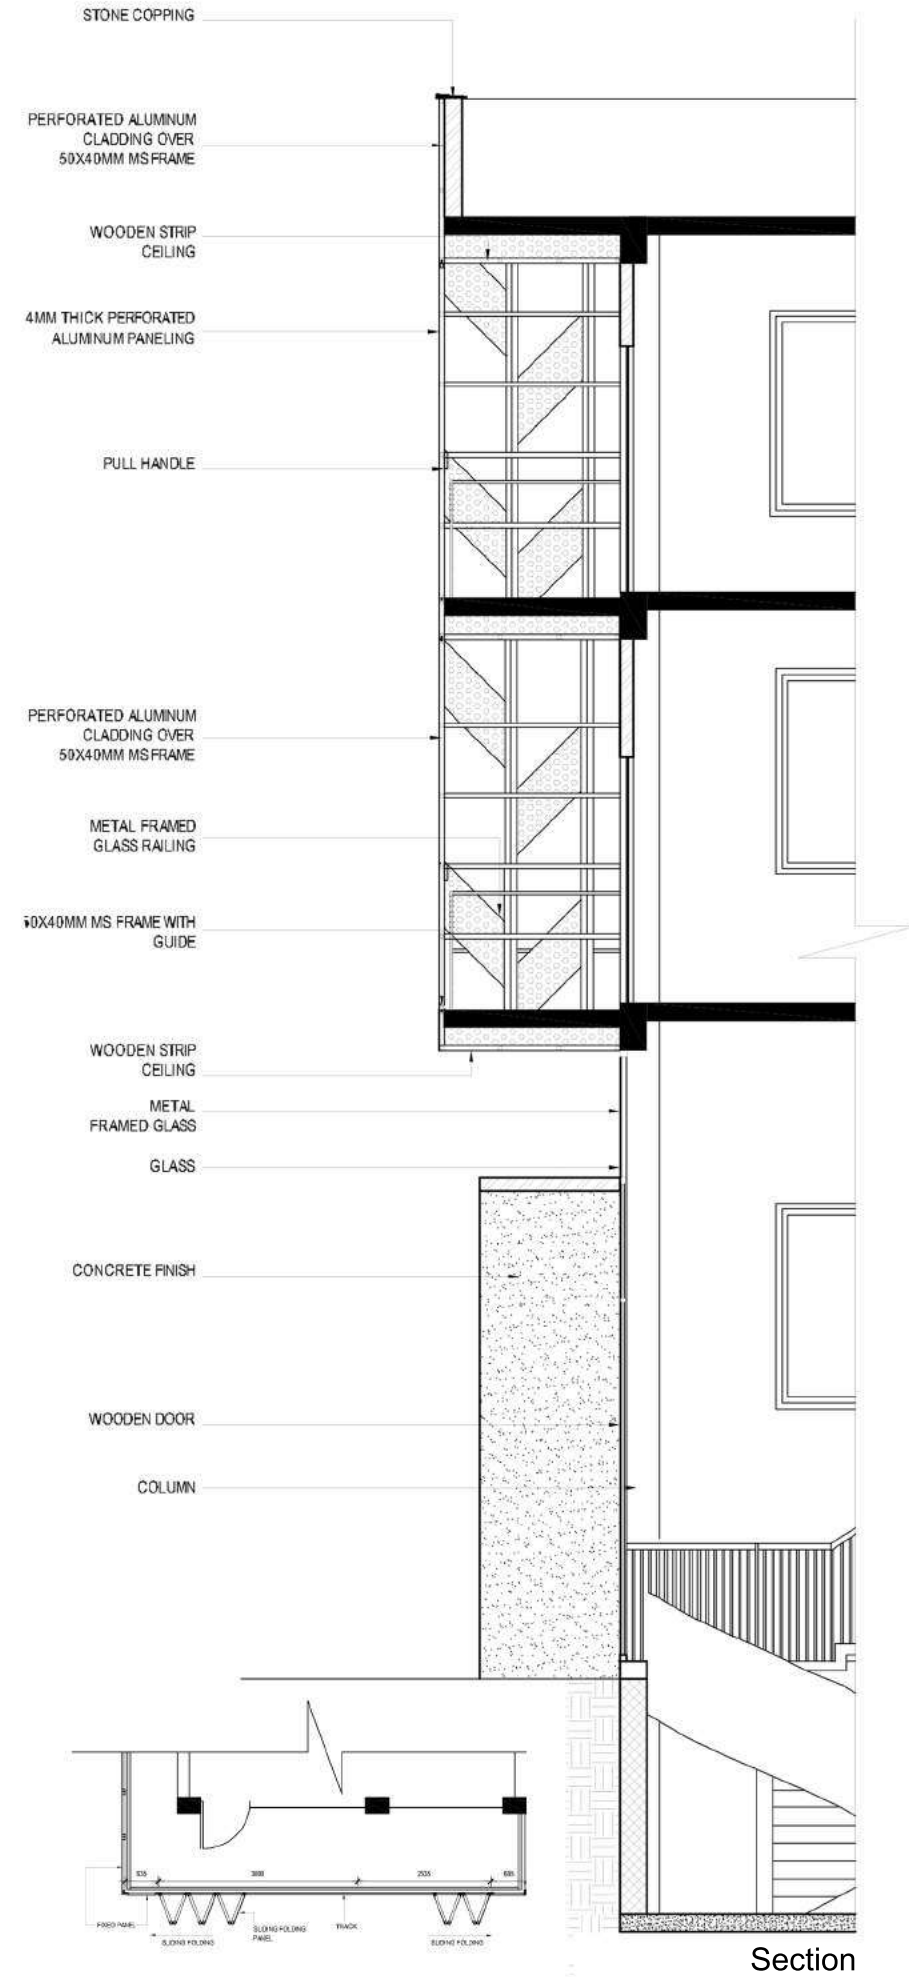 STONE COPPING
PERFORATED ALUMINUM
CLADDING OVER
50X40MM MS FRAME
WOODEN STRIP
CEILING
4MM THICK PERFORATED
ALUMINUM PANELING
PULL HANDLE
PERFORATED ALUMINUM
CLADDING OVER
50X40MM MS FRAME
METAL FRAMED
GLASS RAILING
50X40MM MS FRAME WITH
GUIDE
WOODEN STRIP
CEILING
METAL
FRAMED GLASS
GLASS
CONCRETE FINISH
WOODEN DOOR
COLUMN
FIXED PANEL
SLIDING FOLDING
SLIDING FOLDING
PANEL
TRACK
SLIDING FOLDING
Section